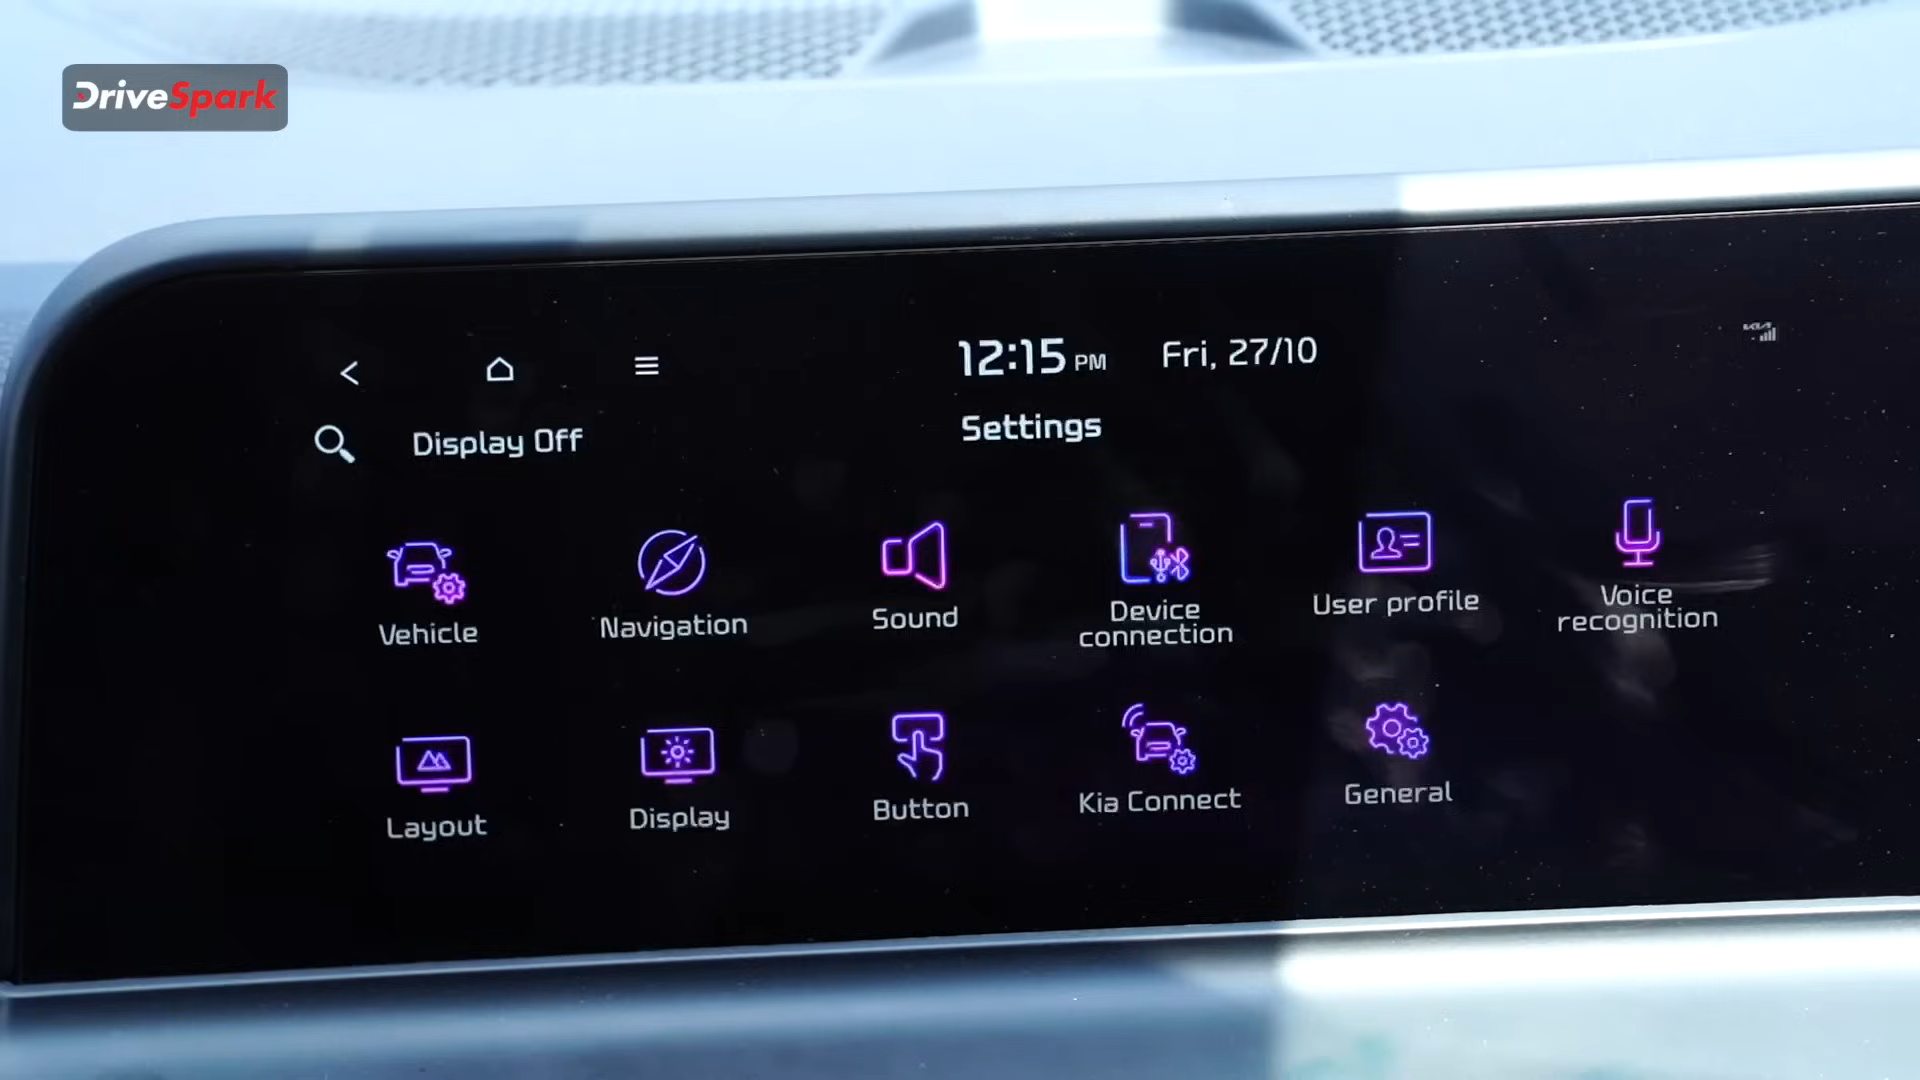 DriveSpark
12:15 PM Fri, 27/10
Display Off
Settings
Vehicle
Navigation
Sound
Device
connection
User profile
Voice
recognition
Layout
Display
Button
Kia Connect
General